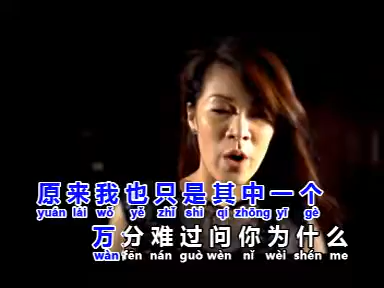 原来我也只是其中一个
yuán lái wǒ yě zhǐ shì qí zhōng yī gè
万分难过问你为什么
wàn fēn nán guò wèn nǐ wèi shén me